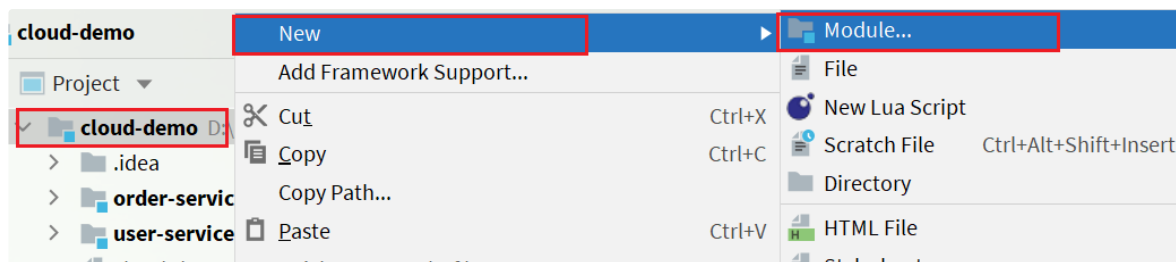 cloud-demo
Project
cloud-demo D:\
.idea
order-servic
user-service
New
Add Framework Support...
Cut Ctrl+X
Copy Ctrl+C
Copy Path...
Paste Ctrl+V
Module...
File
New Lua Script
Scratch File Ctrl+Alt+Shift+Insert
Directory
HTML File